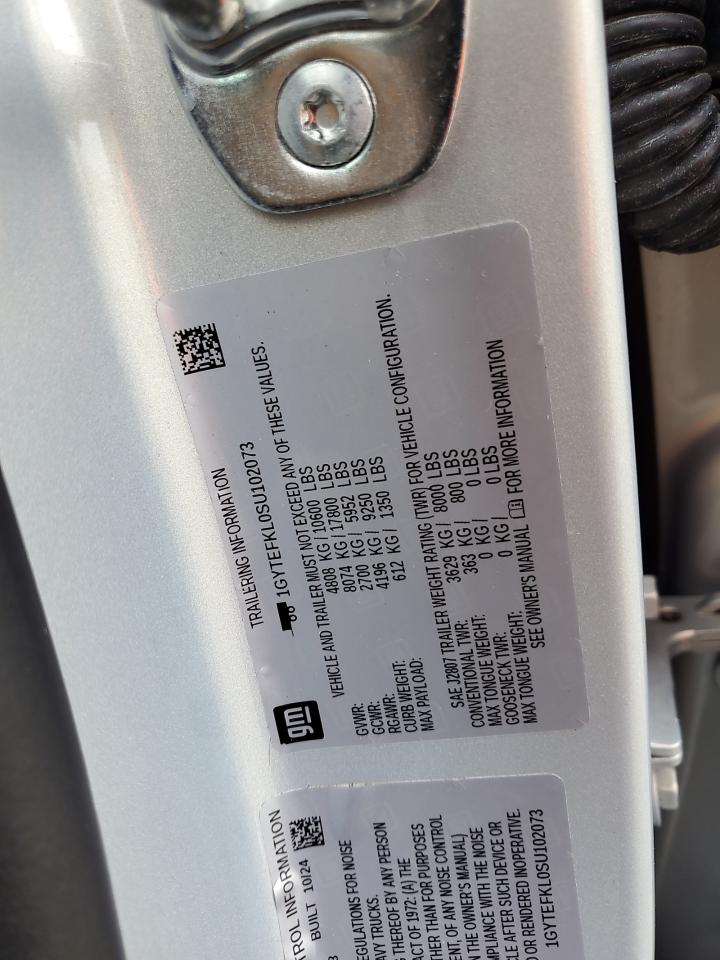 TRAILERING INFORMATION
1GYTEFKL0SU102073
VEHICLE AND TRAILER MUST NOT EXCEED ANY OF THESE VALUES.
GVWR: 4808 KG / 10600 LBS
GCWR: 8074 KG / 17800 LBS
RGAWR: 2700 KG / 5952 LBS
CURB WEIGHT: 4196 KG / 9250 LBS
MAX PAYLOAD: 612 KG / 1350 LBS
SAE J2807 TRAILER WEIGHT RATING (TWR) FOR VEHICLE CONFIGURATION.
CONVENTIONAL TWR: 3629 KG / 8000 LBS
MAX TONGUE WEIGHT: 363 KG / 800 LBS
GOOSENECK TWR: 0 KG / 0 LBS
MAX TONGUE WEIGHT: 0 KG / 0 LBS
SEE OWNER'S MANUAL FOR MORE INFORMATION
gm
TROL INFORMATION
BUILT 10/24
EGULATIONS FOR NOISE
AVY TRUCKS.
THEREOF BY ANY PERSON
ACT OF 1972: (A) THE
THER THAN FOR PURPOSES
ENT, OF ANY NOISE CONTROL
N THE OWNER'S MANUAL)
MPLIANCE WITH THE NOISE
CLE AFTER SUCH DEVICE OR
D OR RENDERED INOPERATIVE.
1GYTEFKL0SU102073